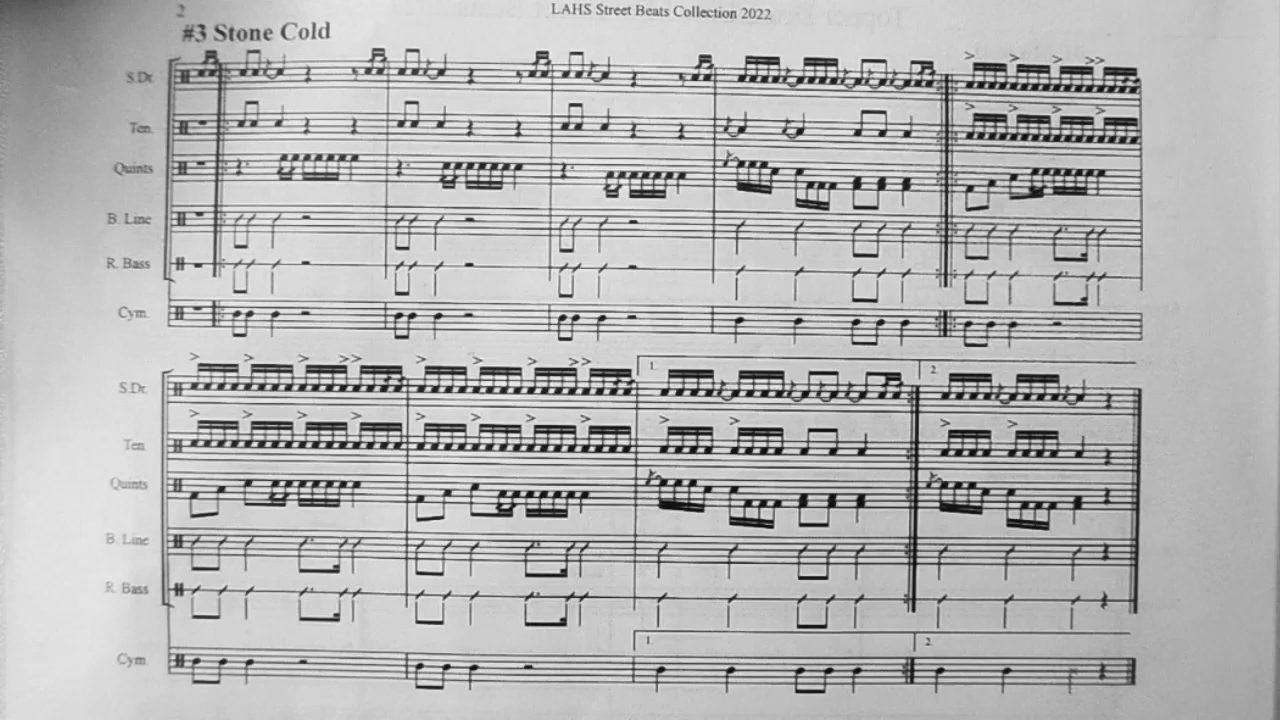 2
LAHS Street Beats Collection 2022
#3 Stone Cold
S.Dr.
Ten.
Quints
B. Line
R. Bass
Cym.
1.
2.
S.Dr.
Ten.
Quints
B. Line
R. Bass
1.
2.
Cym.